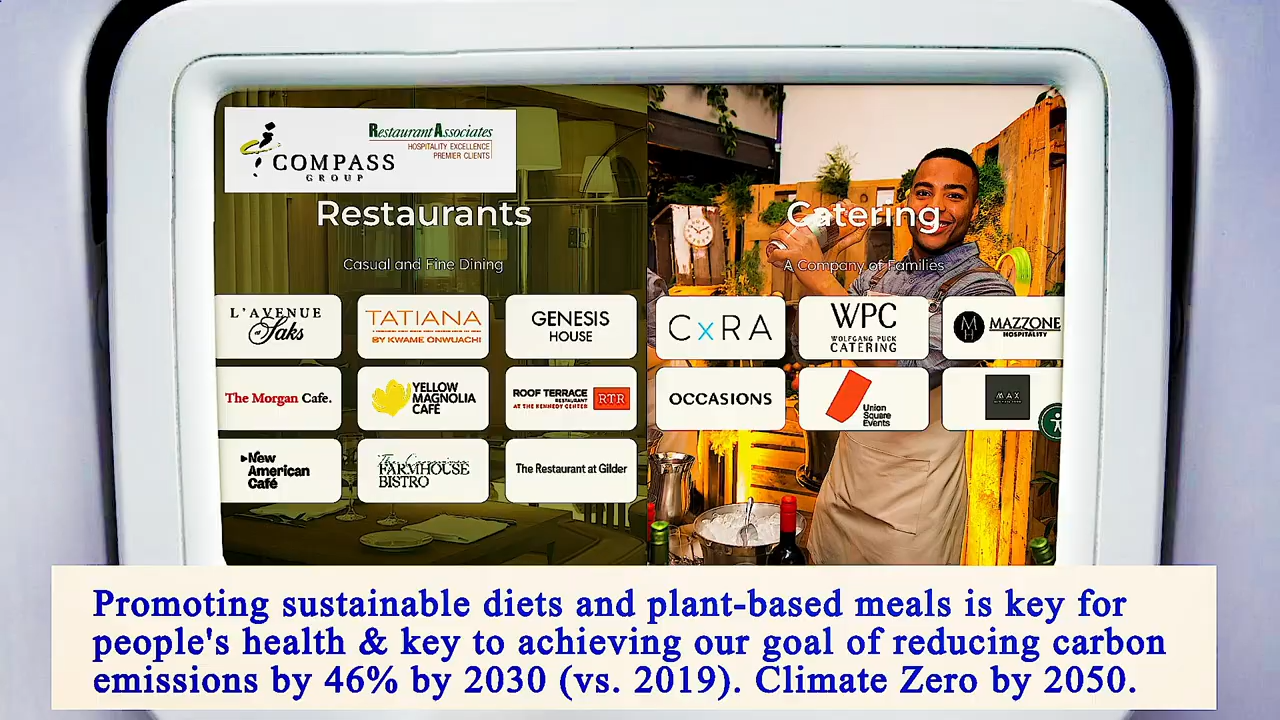 COMPASS
GROUP
Restaurant Associates
HOSPITALITY EXCELLENCE
PREMIER CLIENTS
Restaurants
Casual and Fine Dining
L'AVENUE
Saks
TATIANA
BY KWAME ONWUACHI
GENESIS
HOUSE
The Morgan Cafe.
YELLOW
MAGNOLIA
CAFÉ
ROOF TERRACE
RESTAURANT
AT THE KENNEDY CENTER
RTR
New
American
Café
FARMHOUSE
BISTRO
The Restaurant at Gilder
Catering
A Company of Families
CxRA
WPC
WOLFGANG PUCK
CATERING
MH
MAZZONE
HOSPITALITY
OCCASIONS
Union
Square
Events
MAX
Promoting sustainable diets and plant-based meals is key for
people's health & key to achieving our goal of reducing carbon
emissions by 46% by 2030 (vs. 2019). Climate Zero by 2050.